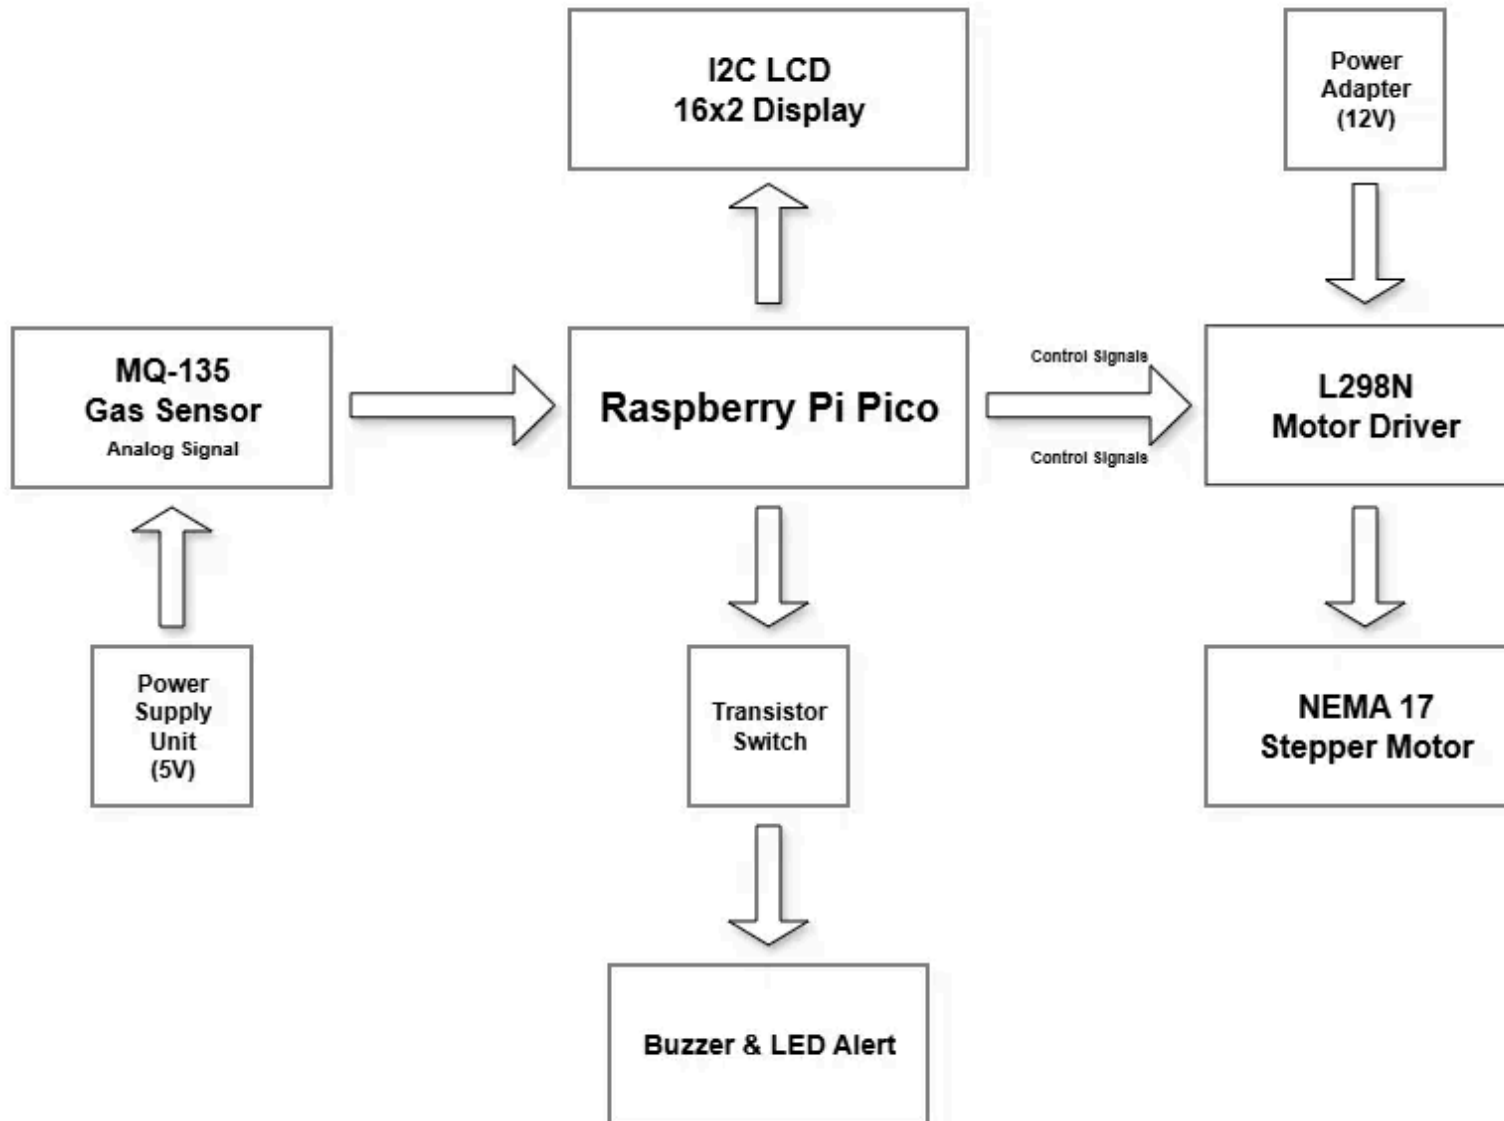 I2C LCD
16x2 Display
Power
Adapter
(12V)
MQ-135
Gas Sensor
Analog Signal
Raspberry Pi Pico
Control Signals
Control Signals
L298N
Motor Driver
Power
Supply
Unit
(5V)
Transistor
Switch
NEMA 17
Stepper Motor
Buzzer & LED Alert